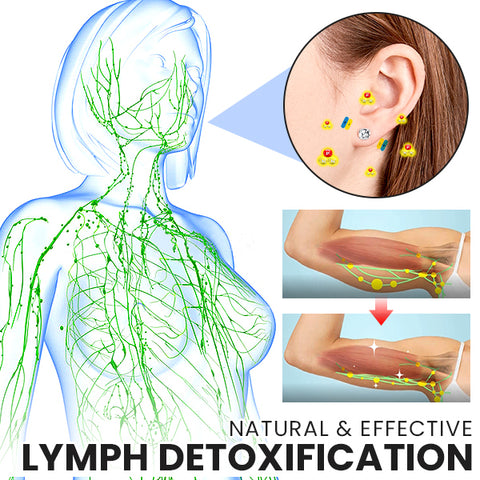 NATURAL & EFFECTIVE
LYMPH DETOXIFICATION